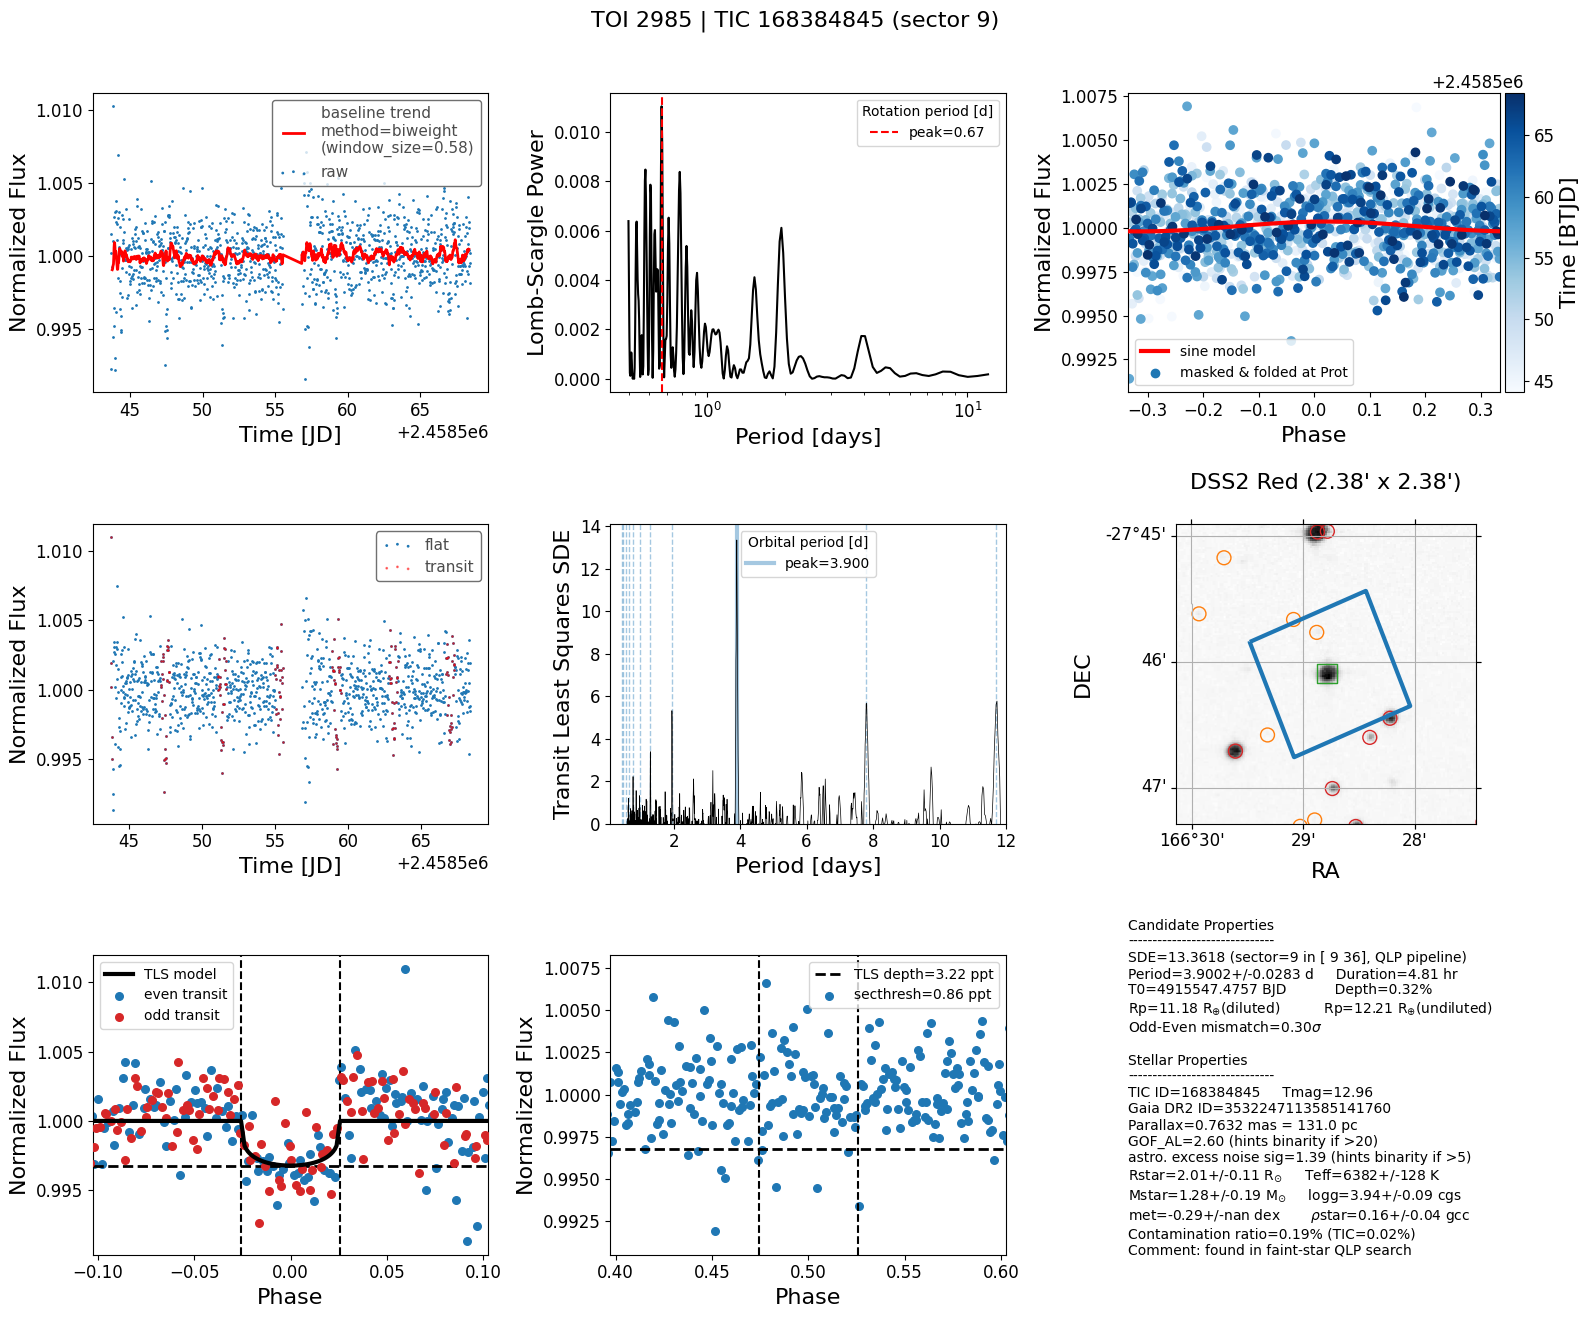 TOI 2985 | TIC 168384845 (sector 9)
Normalized Flux
1.010
1.005
1.000
0.995
baseline trend
method=biweight
(window_size=0.58)
raw
45 50 55 60 65
Time [JD]
+2.4585e6
Lomb-Scargle Power
0.010
0.008
0.006
0.004
0.002
0.000
Rotation period [d]
peak=0.67
10⁰ 10¹
Period [days]
+2.4585e6
Normalized Flux
1.0075
1.0050
1.0025
1.0000
0.9975
0.9950
0.9925
sine model
masked & folded at Prot
−0.3 −0.2 −0.1 0.0 0.1 0.2 0.3
Phase
65
60
55
50
45
Time [BTJD]
Normalized Flux
1.010
1.005
1.000
0.995
flat
transit
45 50 55 60 65
Time [JD]
+2.4585e6
Transit Least Squares SDE
14
12
10
8
6
4
2
0
Orbital period [d]
peak=3.900
2 4 6 8 10 12
Period [days]
DSS2 Red (2.38' x 2.38')
DEC
-27°45'
46'
47'
166°30' 29' 28'
RA
Normalized Flux
1.010
1.005
1.000
0.995
TLS model
even transit
odd transit
−0.10 −0.05 0.00 0.05 0.10
Phase
Normalized Flux
1.0075
1.0050
1.0025
1.0000
0.9975
0.9950
0.9925
TLS depth=3.22 ppt
secthresh=0.86 ppt
0.40 0.45 0.50 0.55 0.60
Phase
Candidate Properties
------------------------------
SDE=13.3618 (sector=9 in [ 9 36], QLP pipeline)
Period=3.9002+/-0.0283 d Duration=4.81 hr
T0=4915547.4757 BJD Depth=0.32%
Rp=11.18 R⊕(diluted) Rp=12.21 R⊕(undiluted)
Odd-Even mismatch=0.30σ
Stellar Properties
------------------------------
TIC ID=168384845 Tmag=12.96
Gaia DR2 ID=3532247113585141760
Parallax=0.7632 mas = 131.0 pc
GOF_AL=2.60 (hints binarity if >20)
astro. excess noise sig=1.39 (hints binarity if >5)
Rstar=2.01+/-0.11 R⊙ Teff=6382+/-128 K
Mstar=1.28+/-0.19 M⊙ logg=3.94+/-0.09 cgs
met=-0.29+/-nan dex ρstar=0.16+/-0.04 gcc
Contamination ratio=0.19% (TIC=0.02%)
Comment: found in faint-star QLP search